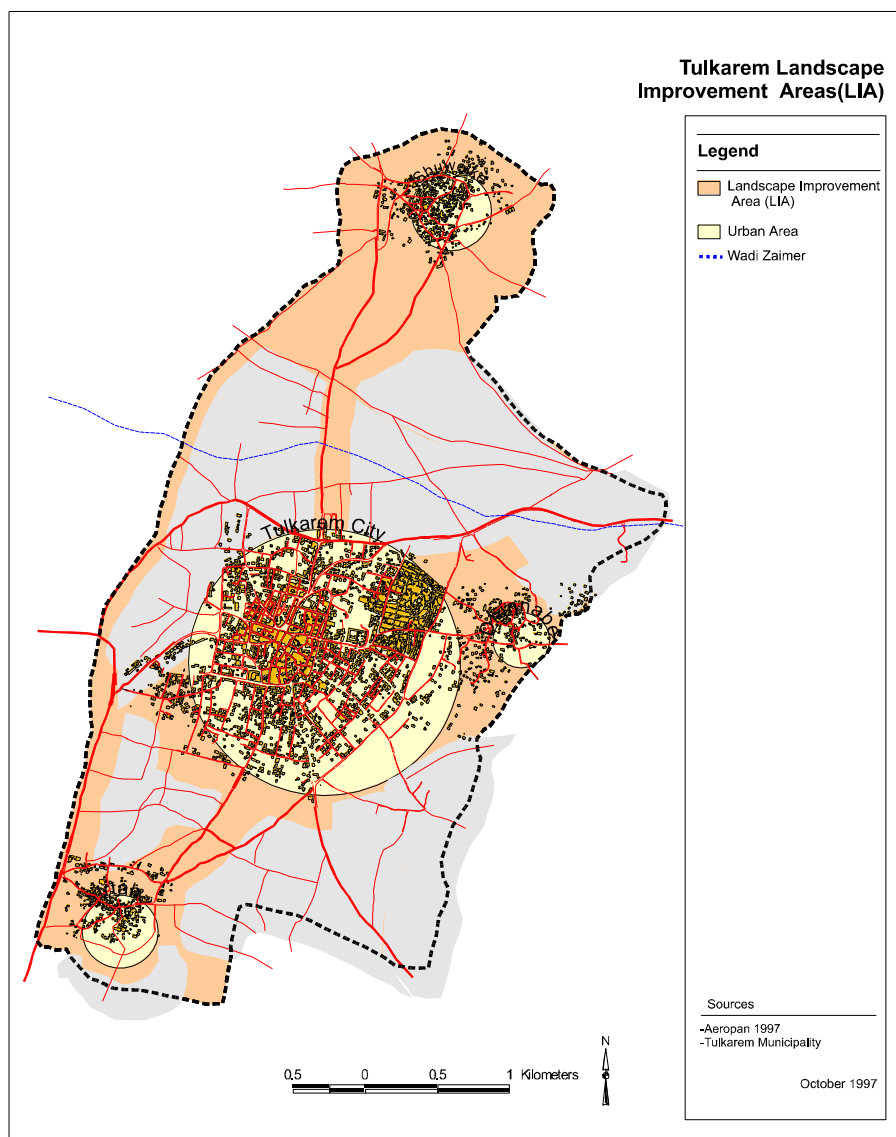 Tulkarem Landscape
Improvement Areas(LIA)
Legend
Landscape Improvement
Area (LIA)
Urban Area
Wadi Zaimer
Tulkarem City
Sources
-Aeropan 1997
-Tulkarem Municipality
October 1997
N
0.5 0 0.5 1 Kilometers